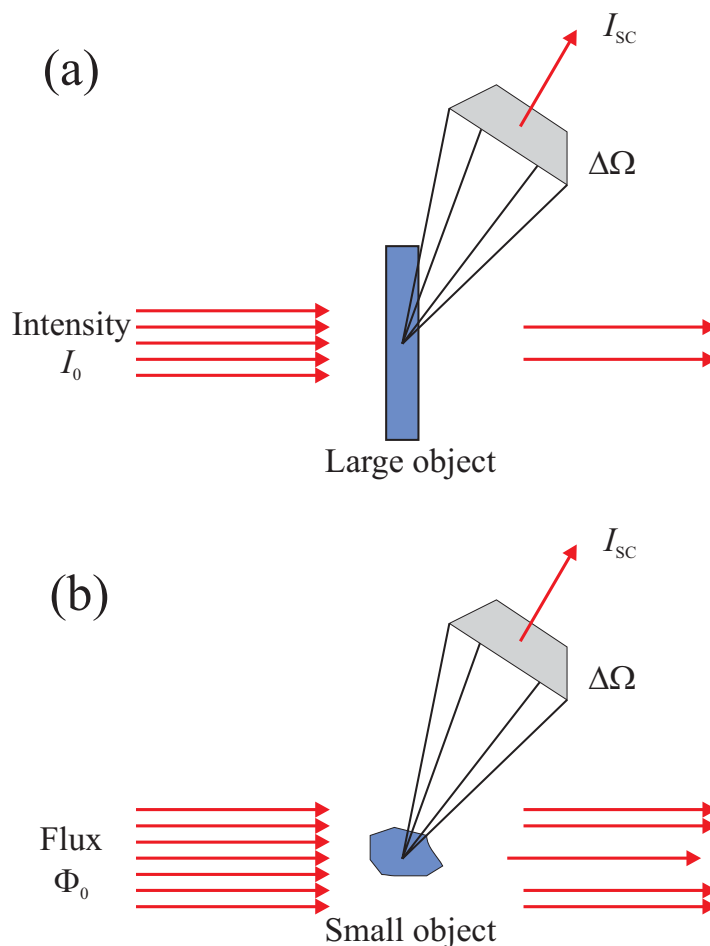 (a)
I_SC
ΔΩ
Intensity
I_0
Large object
(b)
I_SC
ΔΩ
Flux
Φ_0
Small object